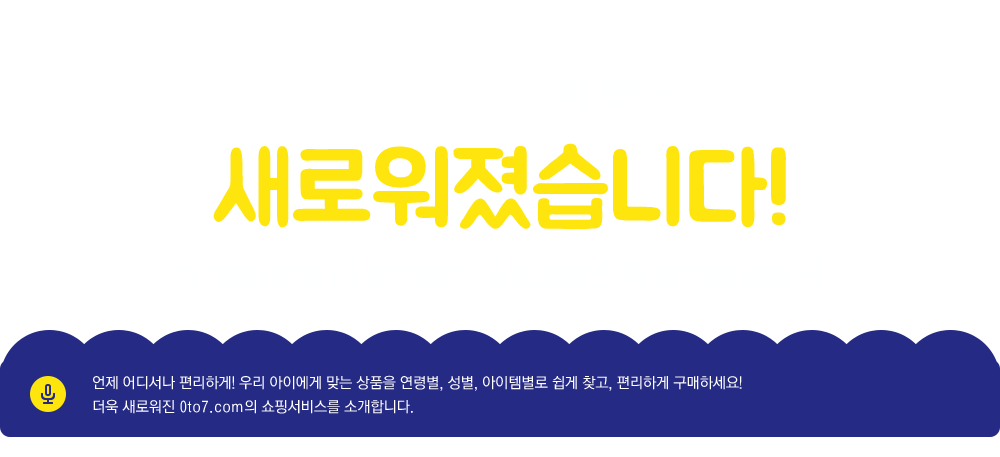 새로워졌습니다!
언제 어디서나 편리하게! 우리 아이에게 맞는 상품을 연령별, 성별, 아이템별로 쉽게 찾고, 편리하게 구매하세요!
더욱 새로워진 0to7.com의 쇼핑서비스를 소개합니다.